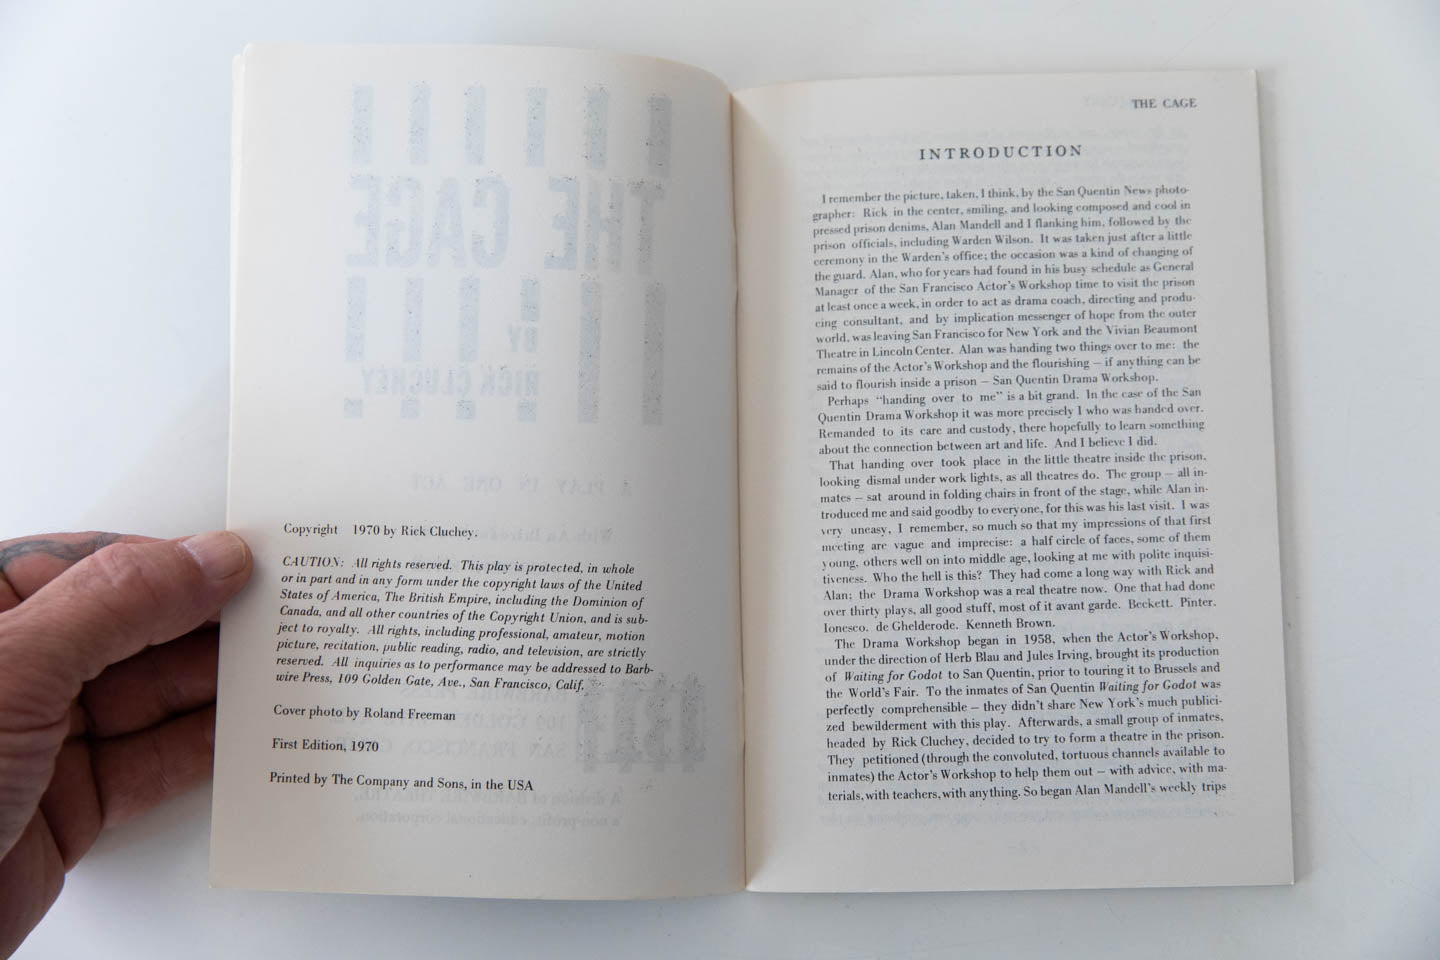 Copyright 1970 by Rick Cluchey.
CAUTION: All rights reserved. This play is protected, in whole
or in part and in any form under the copyright laws of the United
States of America, The British Empire, including the Dominion of
Canada, and all other countries of the Copyright Union, and is sub-
ject to royalty. All rights, including professional, amateur, motion
picture, recitation, public reading, radio, and television, are strictly
reserved. All inquiries as to performance may be addressed to Barb-
wire Press, 109 Golden Gate, Ave., San Francisco, Calif.
Cover photo by Roland Freeman
First Edition, 1970
Printed by The Company and Sons, in the USA
THE CAGE
BY
RICK CLUCHEY
A PLAY IN ONE ACT
THE CAGE
INTRODUCTION
I remember the picture, taken, I think, by the San Quentin News photo-
grapher: Rick in the center, smiling, and looking composed and cool in
pressed prison denims, Alan Mandell and I flanking him, followed by the
prison officials, including Warden Wilson. It was taken just after a little
ceremony in the Warden's office; the occasion was a kind of changing of
the guard. Alan, who for years had found in his busy schedule as General
Manager of the San Francisco Actor's Workshop time to visit the prison
at least once a week, in order to act as drama coach, directing and produ-
cing consultant, and by implication messenger of hope from the outer
world, was leaving San Francisco for New York and the Vivian Beaumont
Theatre in Lincoln Center. Alan was handing two things over to me: the
remains of the Actor's Workshop and the flourishing – if anything can be
said to flourish inside a prison – San Quentin Drama Workshop.
Perhaps "handing over to me" is a bit grand. In the case of the San
Quentin Drama Workshop it was more precisely I who was handed over.
Remanded to its care and custody, there hopefully to learn something
about the connection between art and life. And I believe I did.
That handing over took place in the little theatre inside the prison,
looking dismal under work lights, as all theatres do. The group – all in-
mates – sat around in folding chairs in front of the stage, while Alan in-
troduced me and said goodby to everyone, for this was his last visit. I was
very uneasy, I remember, so much so that my impressions of that first
meeting are vague and imprecise: a half circle of faces, some of them
young, others well on into middle age, looking at me with polite inquisi-
tiveness. Who the hell is this? They had come a long way with Rick and
Alan; the Drama Workshop was a real theatre now. One that had done
over thirty plays, all good stuff, most of it avant garde. Beckett. Pinter.
Ionesco. de Ghelderode. Kenneth Brown.
The Drama Workshop began in 1958, when the Actor's Workshop,
under the direction of Herb Blau and Jules Irving, brought its production
of Waiting for Godot to San Quentin, prior to touring it to Brussels and
the World's Fair. To the inmates of San Quentin Waiting for Godot was
perfectly comprehensible – they didn't share New York's much publici-
zed bewilderment with this play. Afterwards, a small group of inmates,
headed by Rick Cluchey, decided to try to form a theatre in the prison.
They petitioned (through the convoluted, tortuous channels available to
inmates) the Actor's Workshop to help them out – with advice, with ma-
terials, with teachers, with anything. So began Alan Mandell's weekly trips